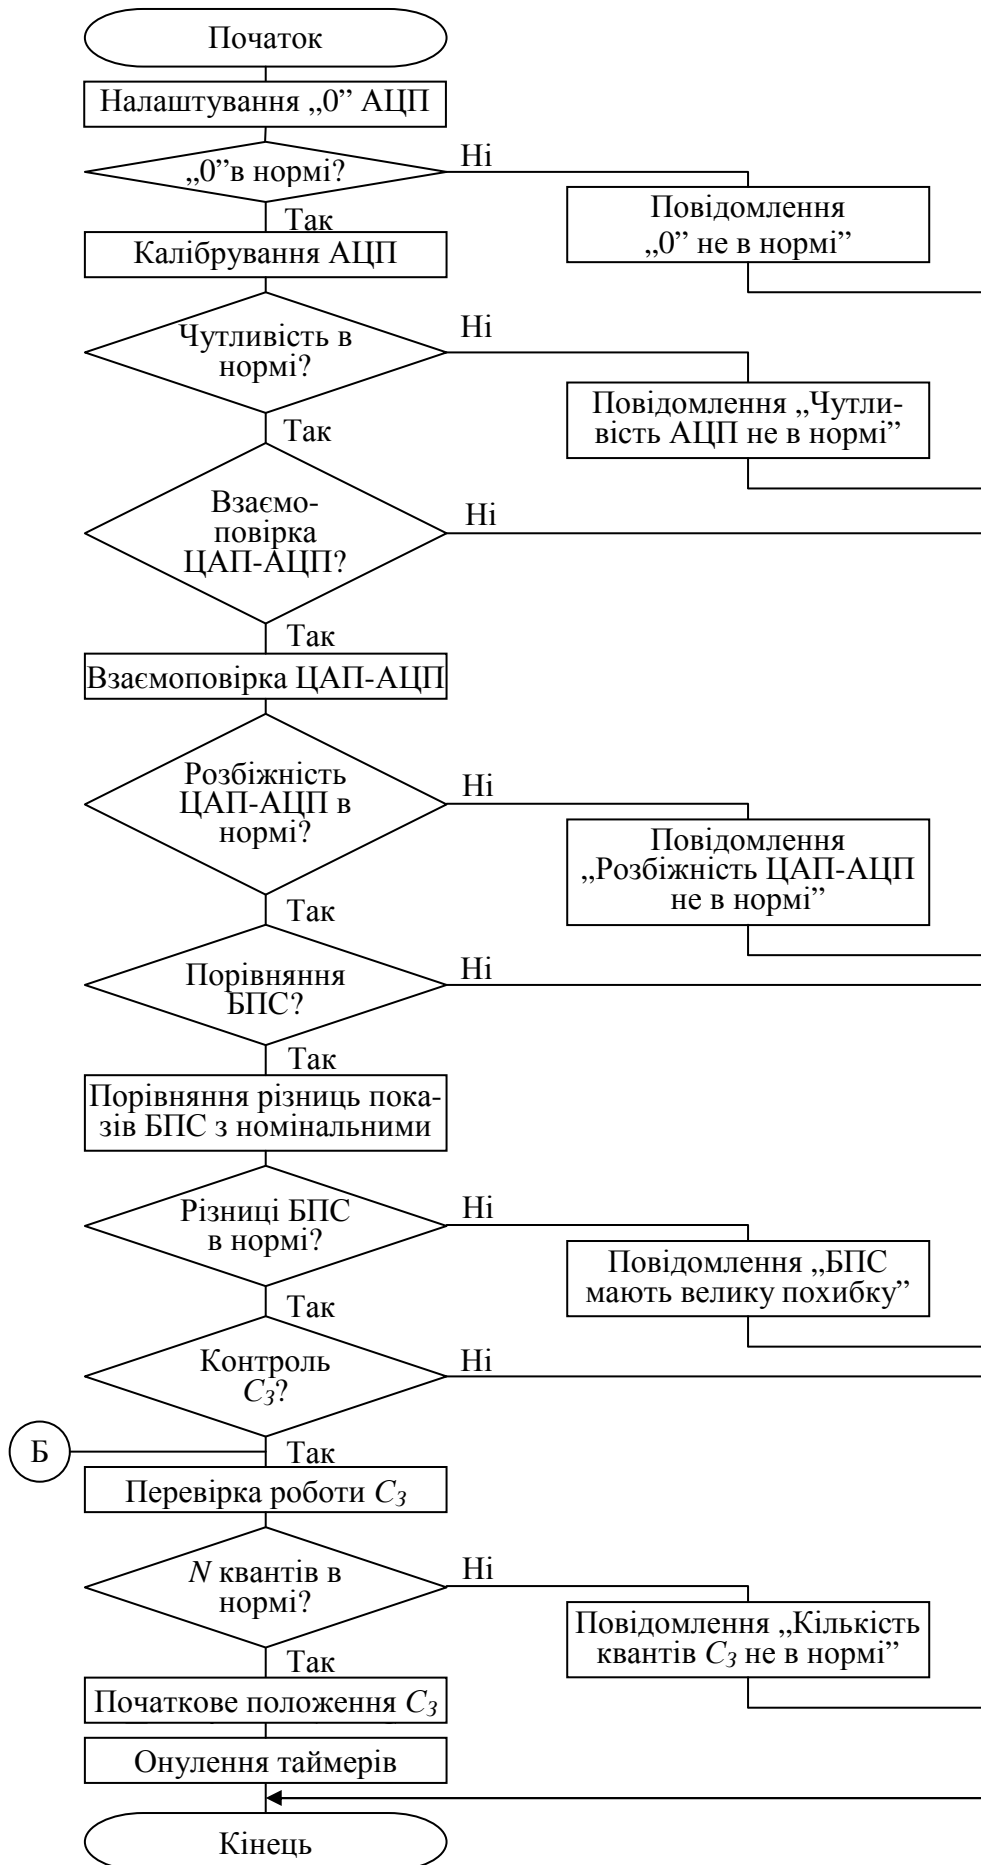 Початок
Налаштування „0” АЦП
„0”в нормі?
Ні
Повідомлення
„0” не в нормі”
Так
Калібрування АЦП
Чутливість в
нормі?
Ні
Повідомлення „Чутли-
вість АЦП не в нормі”
Так
Взаємо-
повірка
ЦАП-АЦП?
Ні
Так
Взаємоповірка ЦАП-АЦП
Розбіжність
ЦАП-АЦП в
нормі?
Ні
Повідомлення
„Розбіжність ЦАП-АЦП
не в нормі”
Так
Порівняння
БПС?
Ні
Так
Порівняння різниць пока-
зів БПС з номінальними
Різниці БПС
в нормі?
Ні
Повідомлення „БПС
мають велику похибку”
Так
Контроль
C₃?
Ні
Б
Так
Перевірка роботи C₃
N квантів в
нормі?
Ні
Повідомлення „Кількість
квантів C₃ не в нормі”
Так
Початкове положення C₃
Онулення таймерів
Кінець